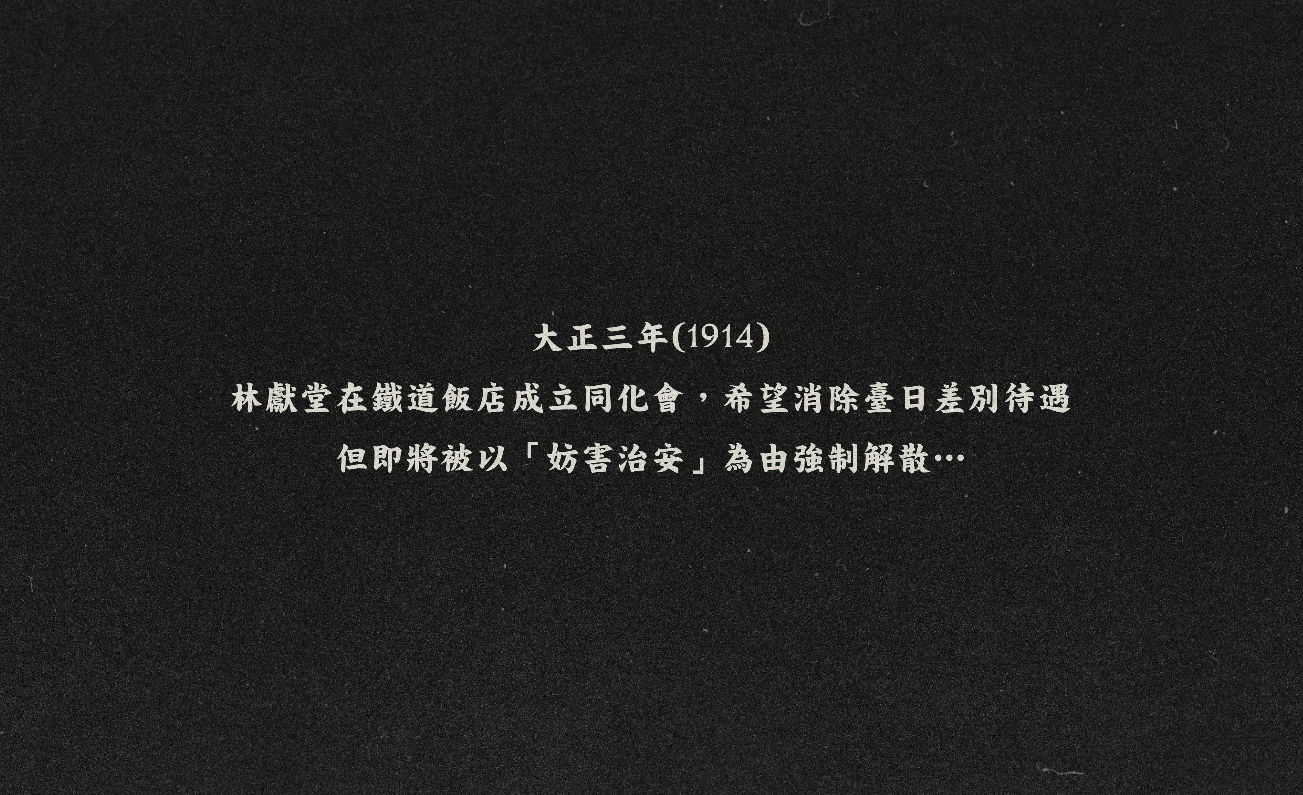 大正三年(1914)
林獻堂在鐵道飯店成立同化會，希望消除臺日差別待遇
但即將被以「妨害治安」為由強制解散…